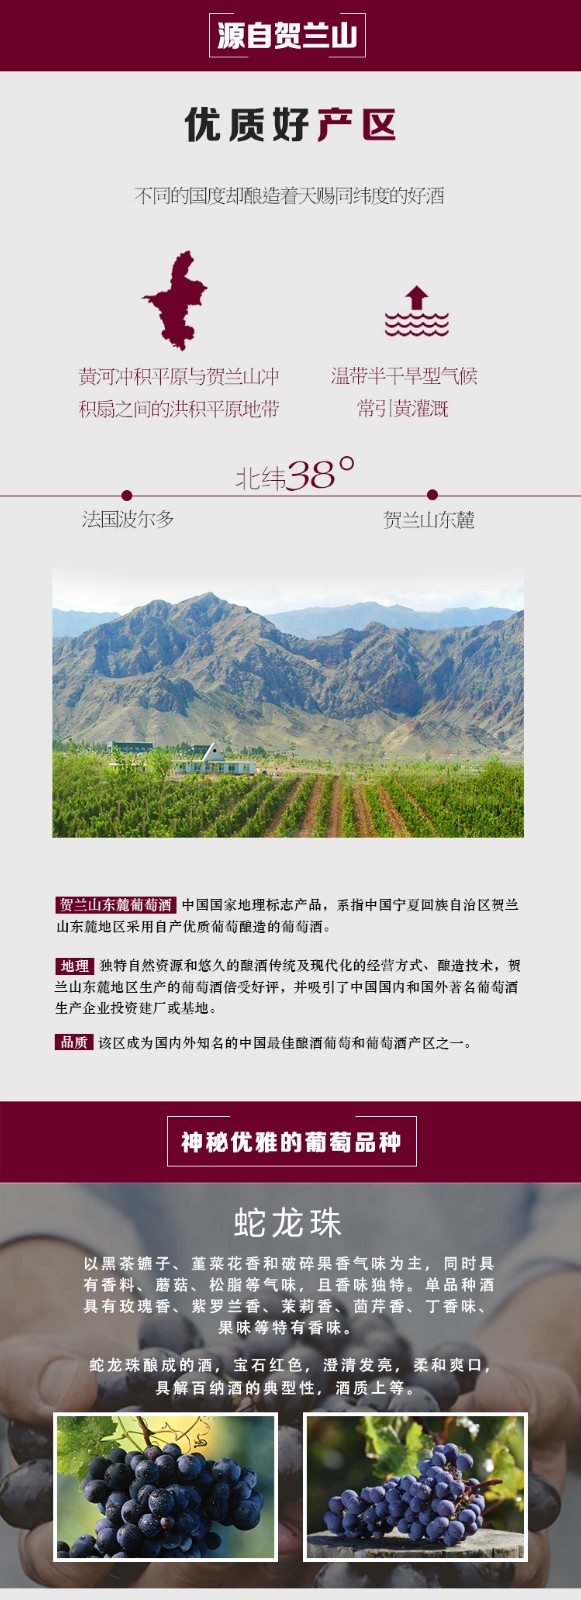 源自贺兰山
优质好产区
不同的国度却酿造着天赐同纬度的好酒
黄河冲积平原与贺兰山冲
积扇之间的洪积平原地带
温带半干旱型气候
常引黄灌溉
北纬38°
法国波尔多
贺兰山东麓
贺兰山东麓葡萄酒 中国国家地理标志产品，系指中国宁夏回族自治区贺兰
山东麓地区采用自产优质葡萄酿造的葡萄酒。
地理 独特自然资源和悠久的酿酒传统及现代化的经营方式、酿造技术，贺
兰山东麓地区生产的葡萄酒倍受好评，并吸引了中国国内和国外著名葡萄酒
生产企业投资建厂或基地。
品质 该区成为国内外知名的中国最佳酿酒葡萄和葡萄酒产区之一。
神秘优雅的葡萄品种
蛇龙珠
以黑茶镳子、堇菜花香和破碎果香气味为主，同时具
有香料、蘑菇、松脂等气味，且香味独特。单品种酒
具有玫瑰香、紫罗兰香、茉莉香、茴芹香、丁香味、
果味等特有香味。
蛇龙珠酿成的酒，宝石红色，澄清发亮，柔和爽口，
具解百纳酒的典型性，酒质上等。